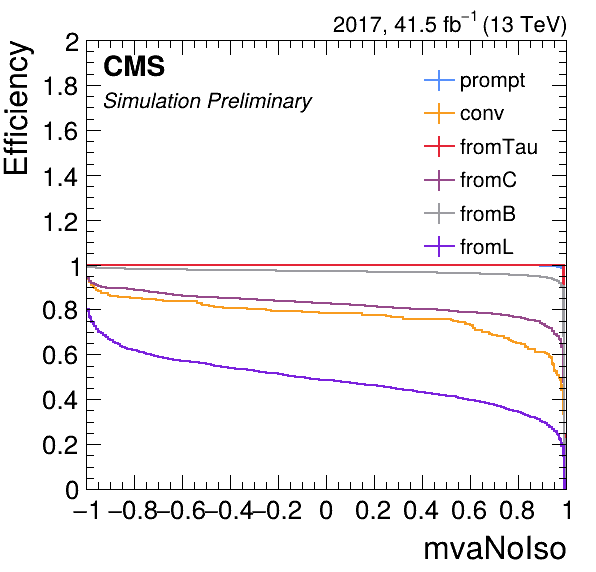 2017, 41.5 fb⁻¹ (13 TeV)
CMS
Simulation Preliminary
prompt
conv
fromTau
fromC
fromB
fromL
Efficiency
2
1.8
1.6
1.4
1.2
1
0.8
0.6
0.4
0.2
0
−1 −0.8 −0.6 −0.4 −0.2 0 0.2 0.4 0.6 0.8 1
mvaNoIso